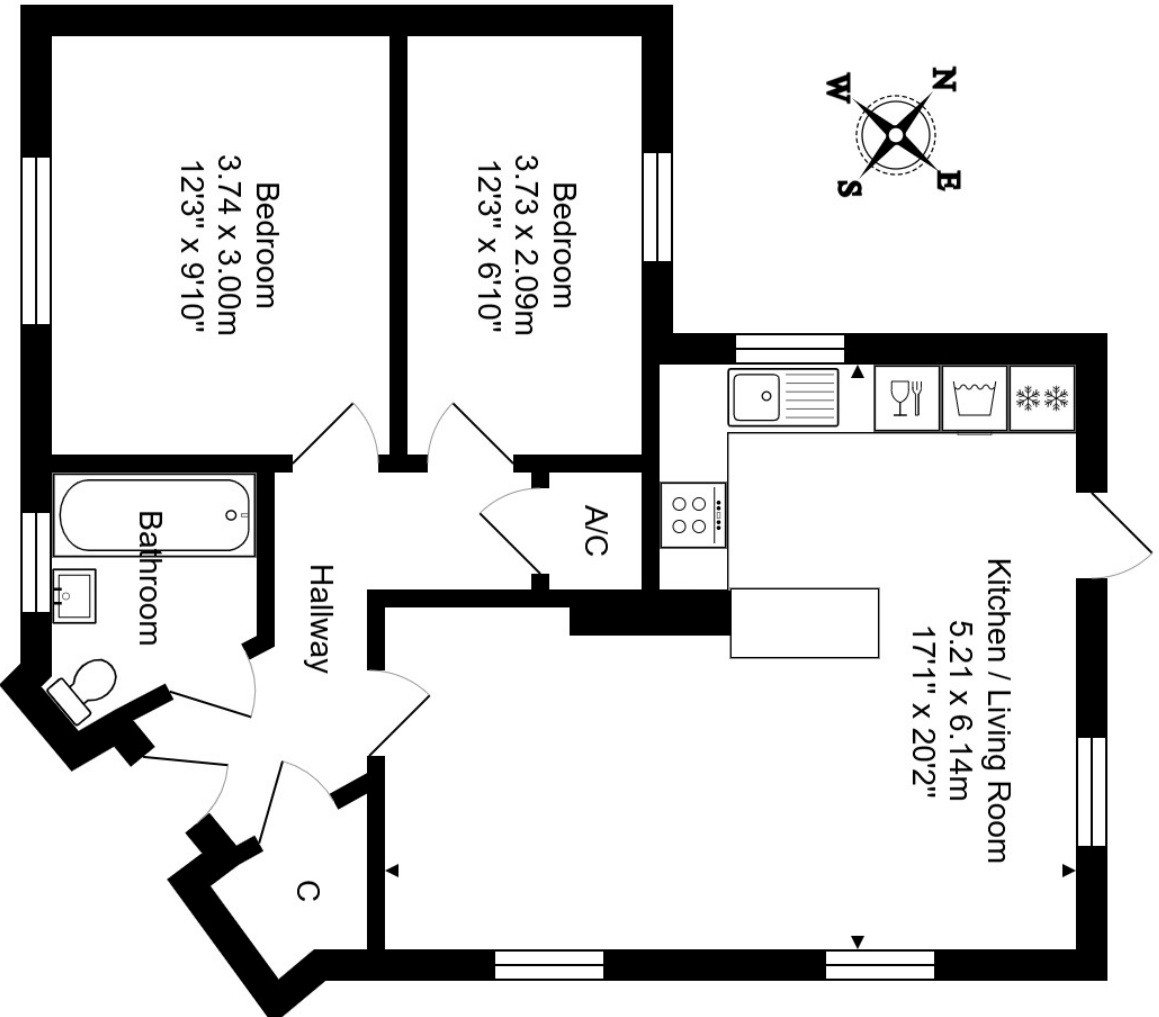 N
W
E
S
Bedroom
3.74 x 3.00m
12'3" x 9'10"
Bedroom
3.73 x 2.09m
12'3" x 6'10"
A/C
Kitchen / Living Room
5.21 x 6.14m
17'1" x 20'2"
Bathroom
Hallway
C